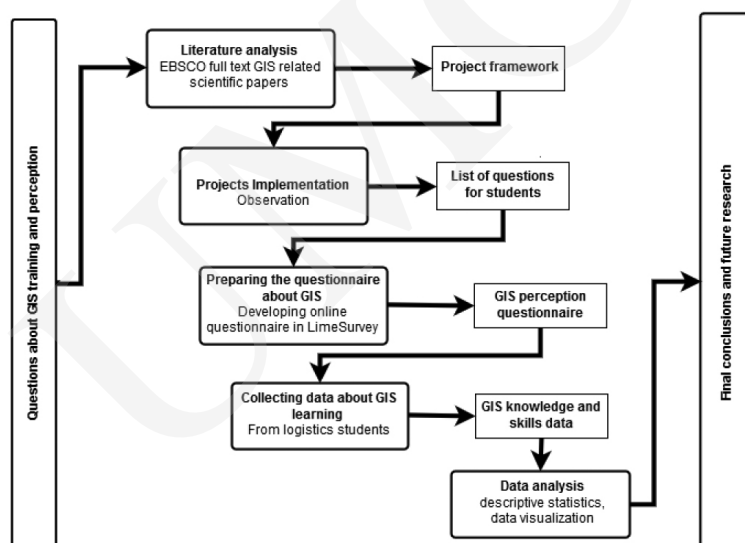 Questions about GIS training and perception
Literature analysis
EBSCO full text GIS related
scientific papers
Project framework
Projects Implementation
Observation
List of questions
for students
Preparing the questionnaire
about GIS
Developing online
questionnaire in LimeSurvey
GIS perception
questionnaire
Collecting data about GIS
learning
From logistics students
GIS knowledge and
skills data
Data analysis
descriptive statistics,
data visualization
Final conclusions and future research